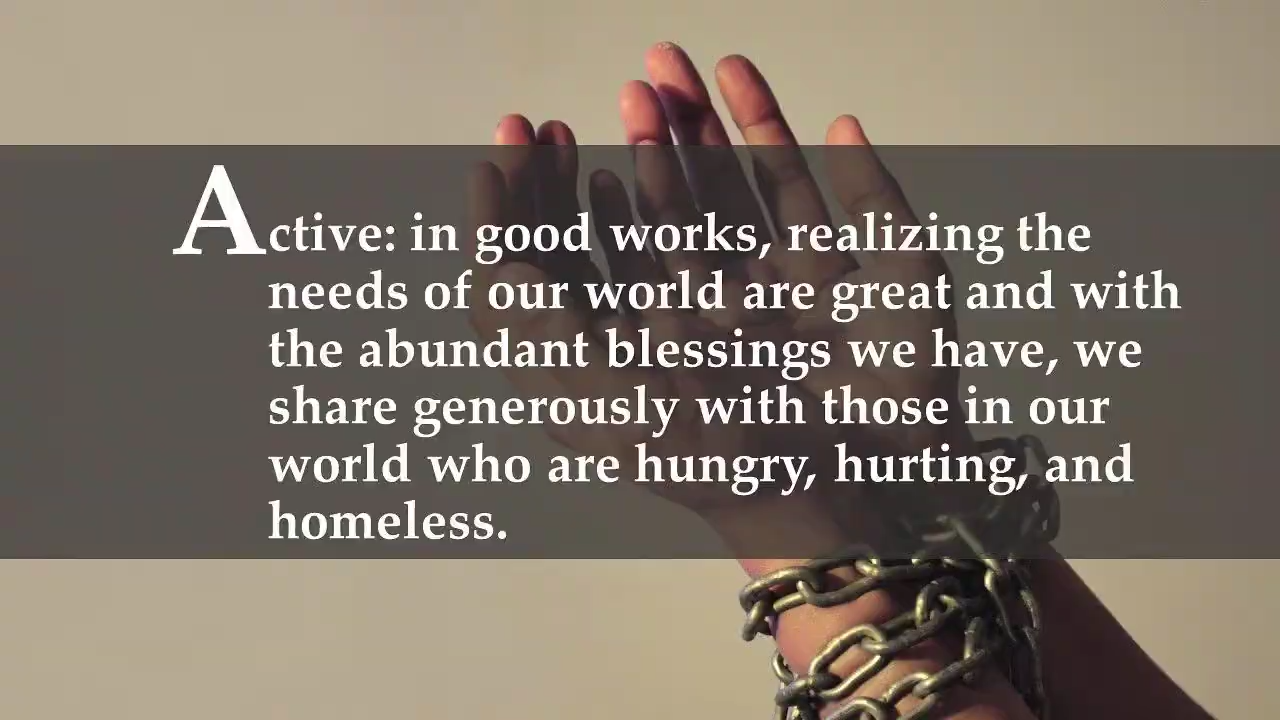 Active: in good works, realizing the
needs of our world are great and with
the abundant blessings we have, we
share generously with those in our
world who are hungry, hurting, and
homeless.